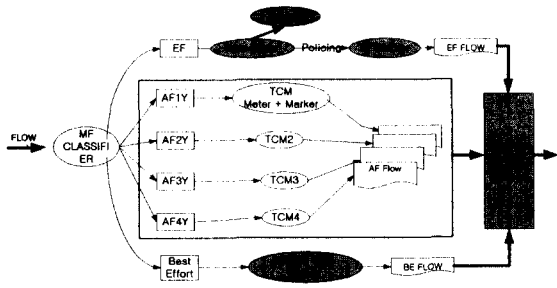 EF
Policing
EF FLOW
AF1Y
TCM
Meter + Marker
FLOW
MF
CLASSIFI
ER
AF2Y
TCM2
AF3Y
TCM3
AF Flow
AF4Y
TCM4
Best
Effort
BE FLOW